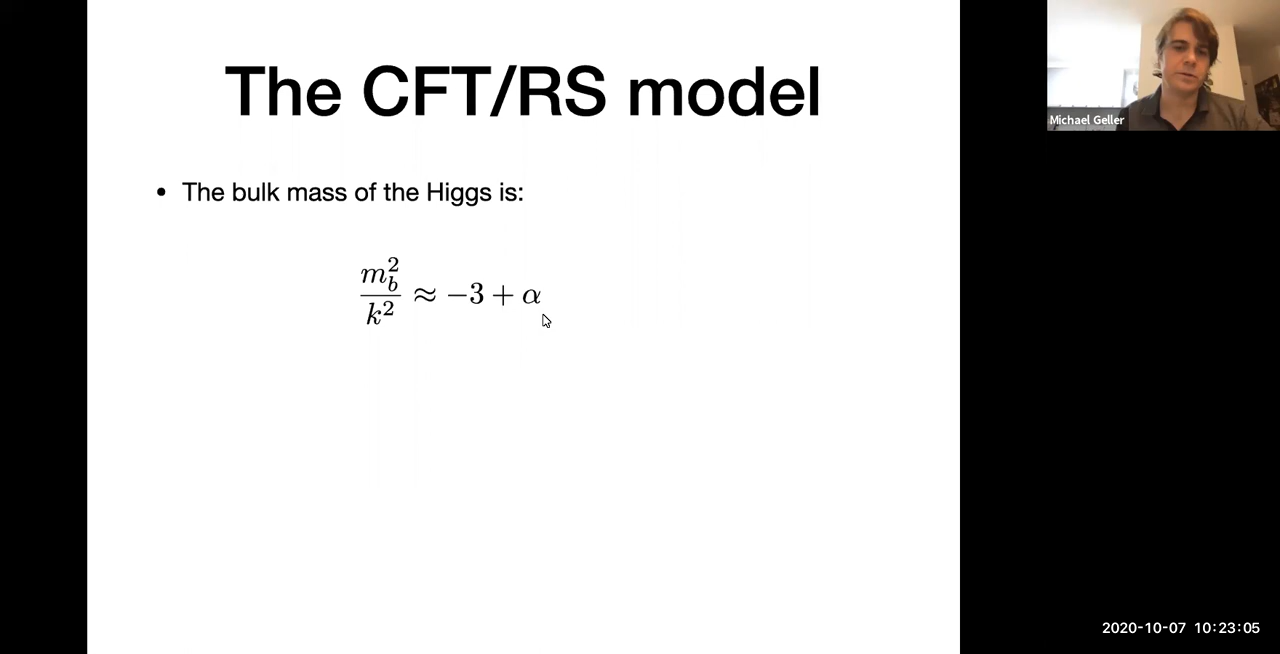 The CFT/RS model
Michael Geller
• The bulk mass of the Higgs is:
m_b^2/k^2 ≈ −3 + α
2020-10-07 10:23:05